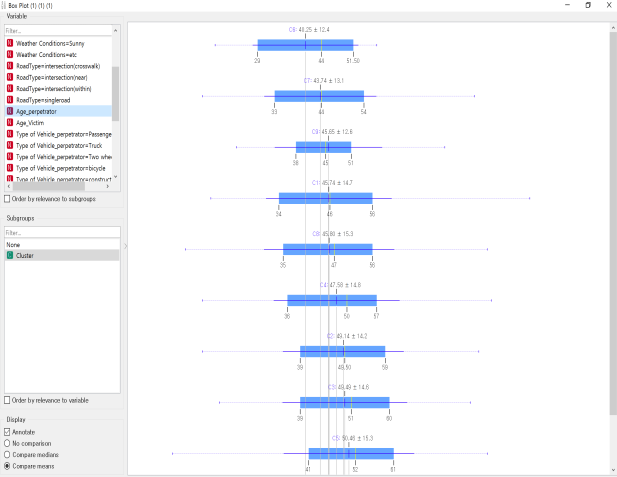 Box Plot (1) (1) (1)
Variable
Filter...
Weather Conditions=Sunny
Weather Conditions=etc
RoadType=intersection(crosswalk)
RoadType=intersection(near)
RoadType=intersection(within)
RoadType=singleroad
Age_perpetrator
Age_Victim
Type of Vehicle_perpetrator=Passenge
Type of Vehicle_perpetrator=Truck
Type of Vehicle_perpetrator=Two whee
Type of Vehicle_perpetrator=bicycle
Type of Vehicle_perpetrator=construct
Order by relevance to subgroups
Subgroups
Filter...
None
C Cluster
Order by relevance to variable
Display
Annotate
No comparison
Compare medians
Compare means
± 12.4
29 44 51.50
C7: 43.74 ± 13.1
33 44 54
C9: 45.65 ± 12.6
38 45 51
C1: 45.74 ± 14.7
34 46 56
45.80 ± 15.3
35 47 56
C4: 47.58 ± 14.8
36 50 57
C2: 49.14 ± 14.2
39 49.50 59
C3: 49.49 ± 14.6
39 51 60
C5: 50.46 ± 15.3
41 52 61